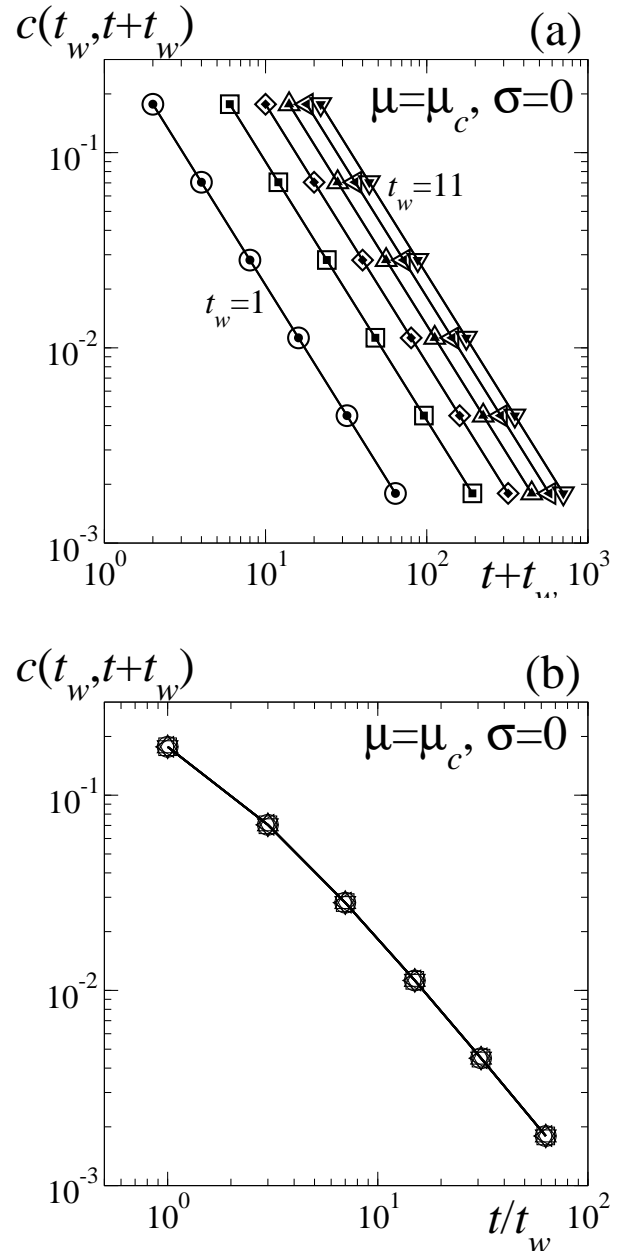 c(t_w,t+t_w)
(a)
μ=μ_c, σ=0
10^-1
t_w=11
t_w=1
10^-2
10^-3
10^0 10^1 10^2 10^3
t+t_w
c(t_w,t+t_w)
(b)
μ=μ_c, σ=0
10^-1
10^-2
10^-3
10^0 10^1 10^2
t/t_w